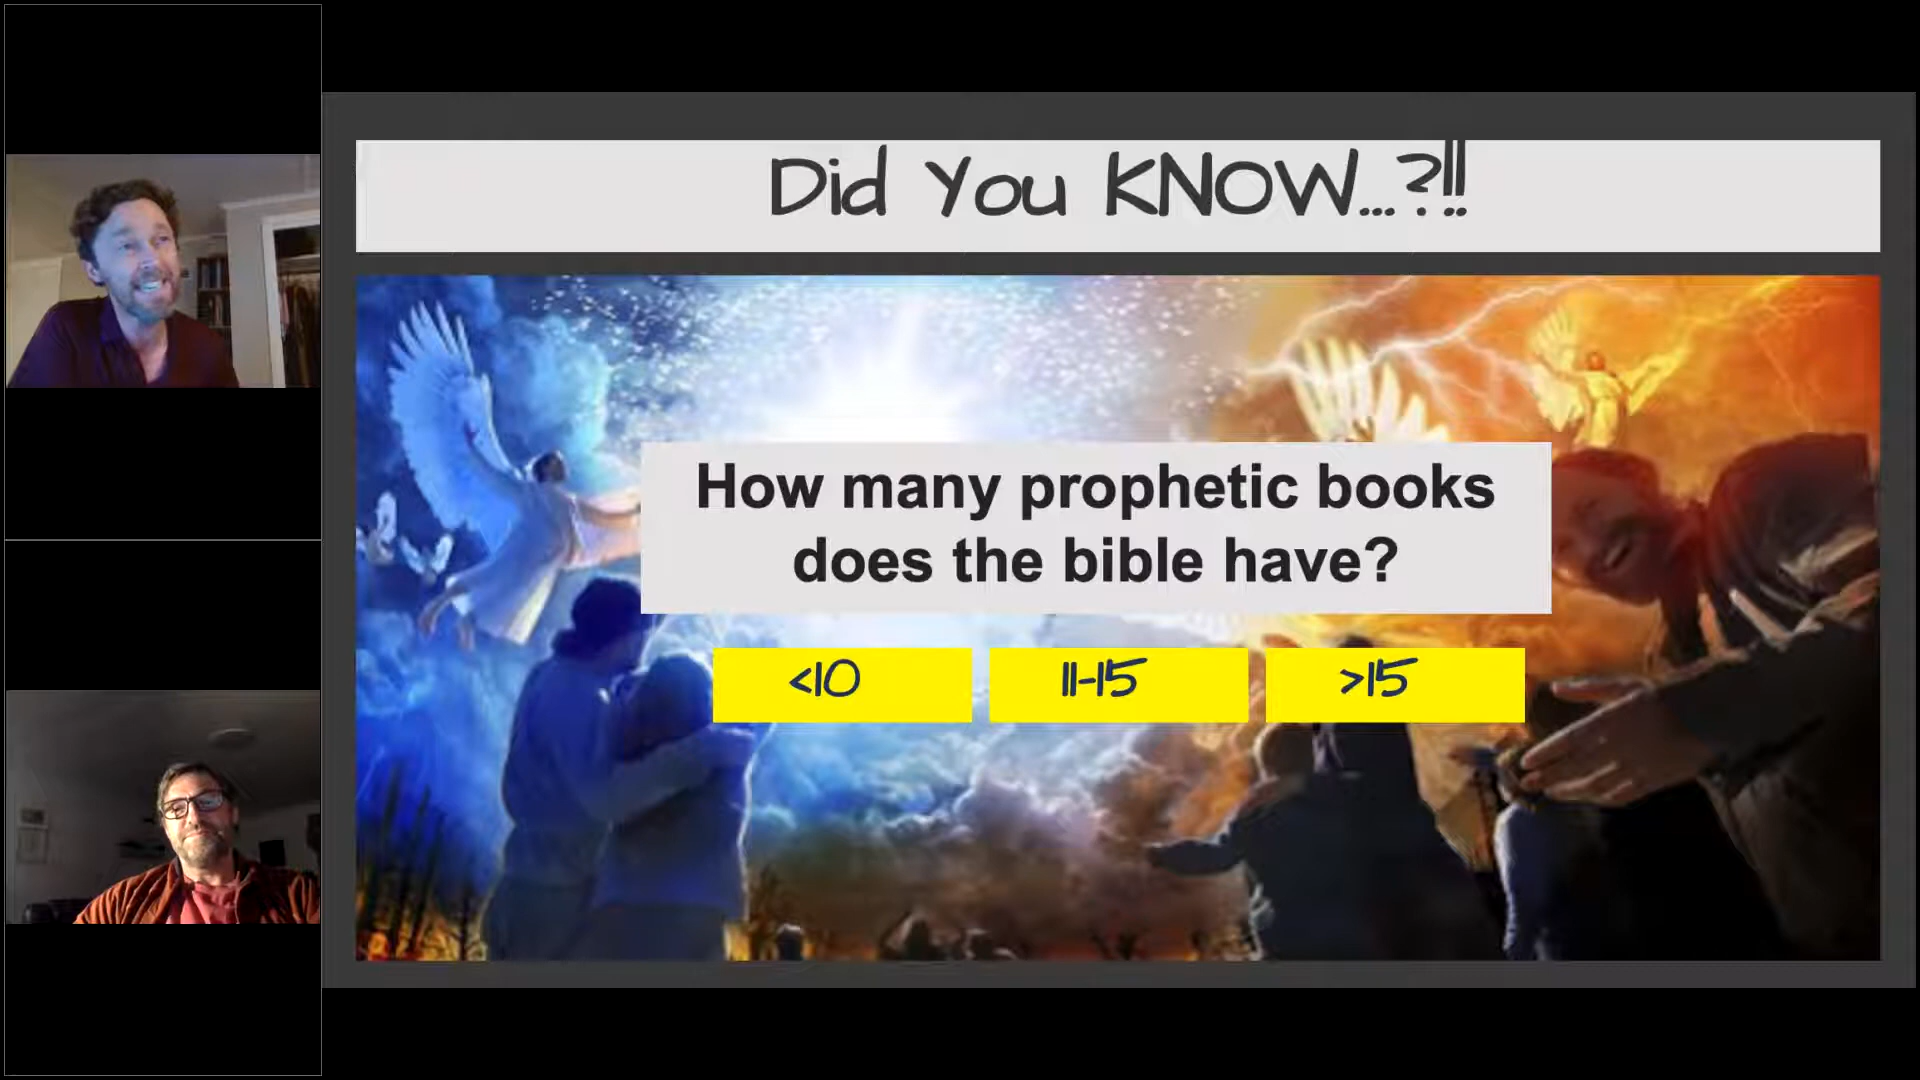 Did You KNOW...?!!
How many prophetic books
does the bible have?
<10
11-15
>15